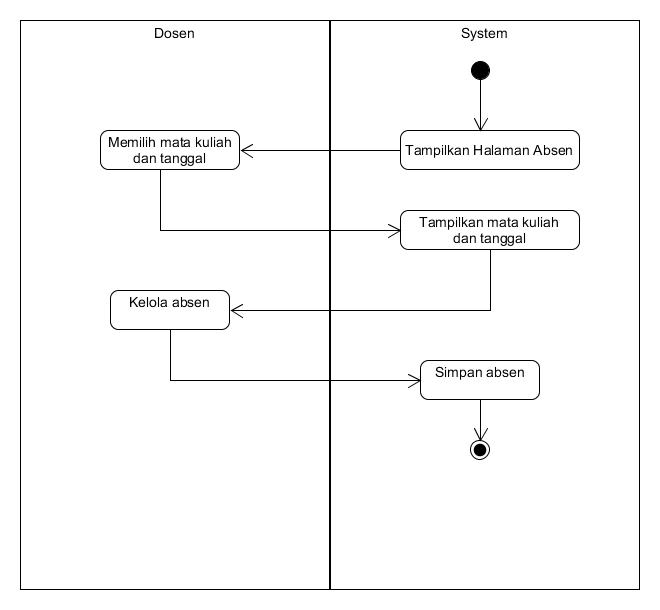 Dosen
System
Tampilkan Halaman Absen
Memilih mata kuliah
dan tanggal
Tampilkan mata kuliah
dan tanggal
Kelola absen
Simpan absen